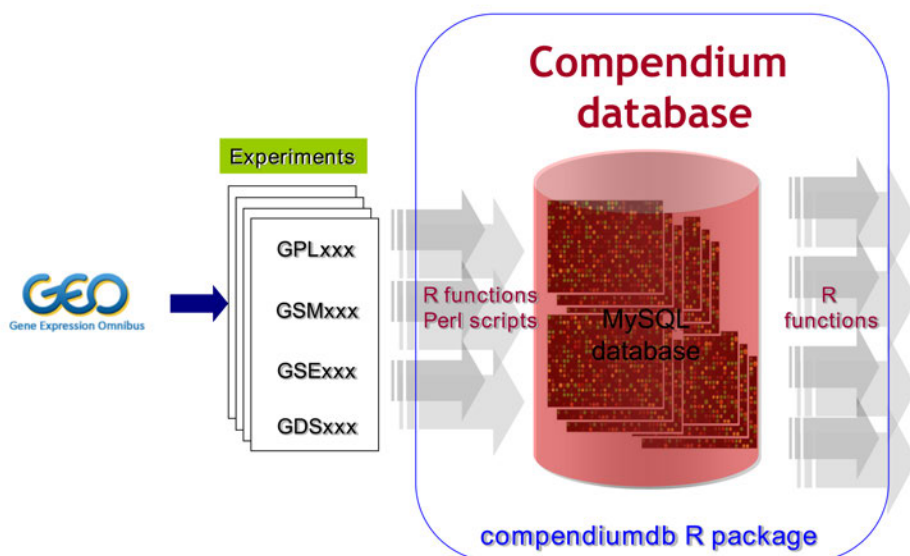 Compendium
database
Experiments
GPLxxx
GSMxxx
GSExxx
GDSxxx
GEO
Gene Expression Omnibus
R functions
Perl scripts
MySQL
database
R
functions
compendiumdb R package